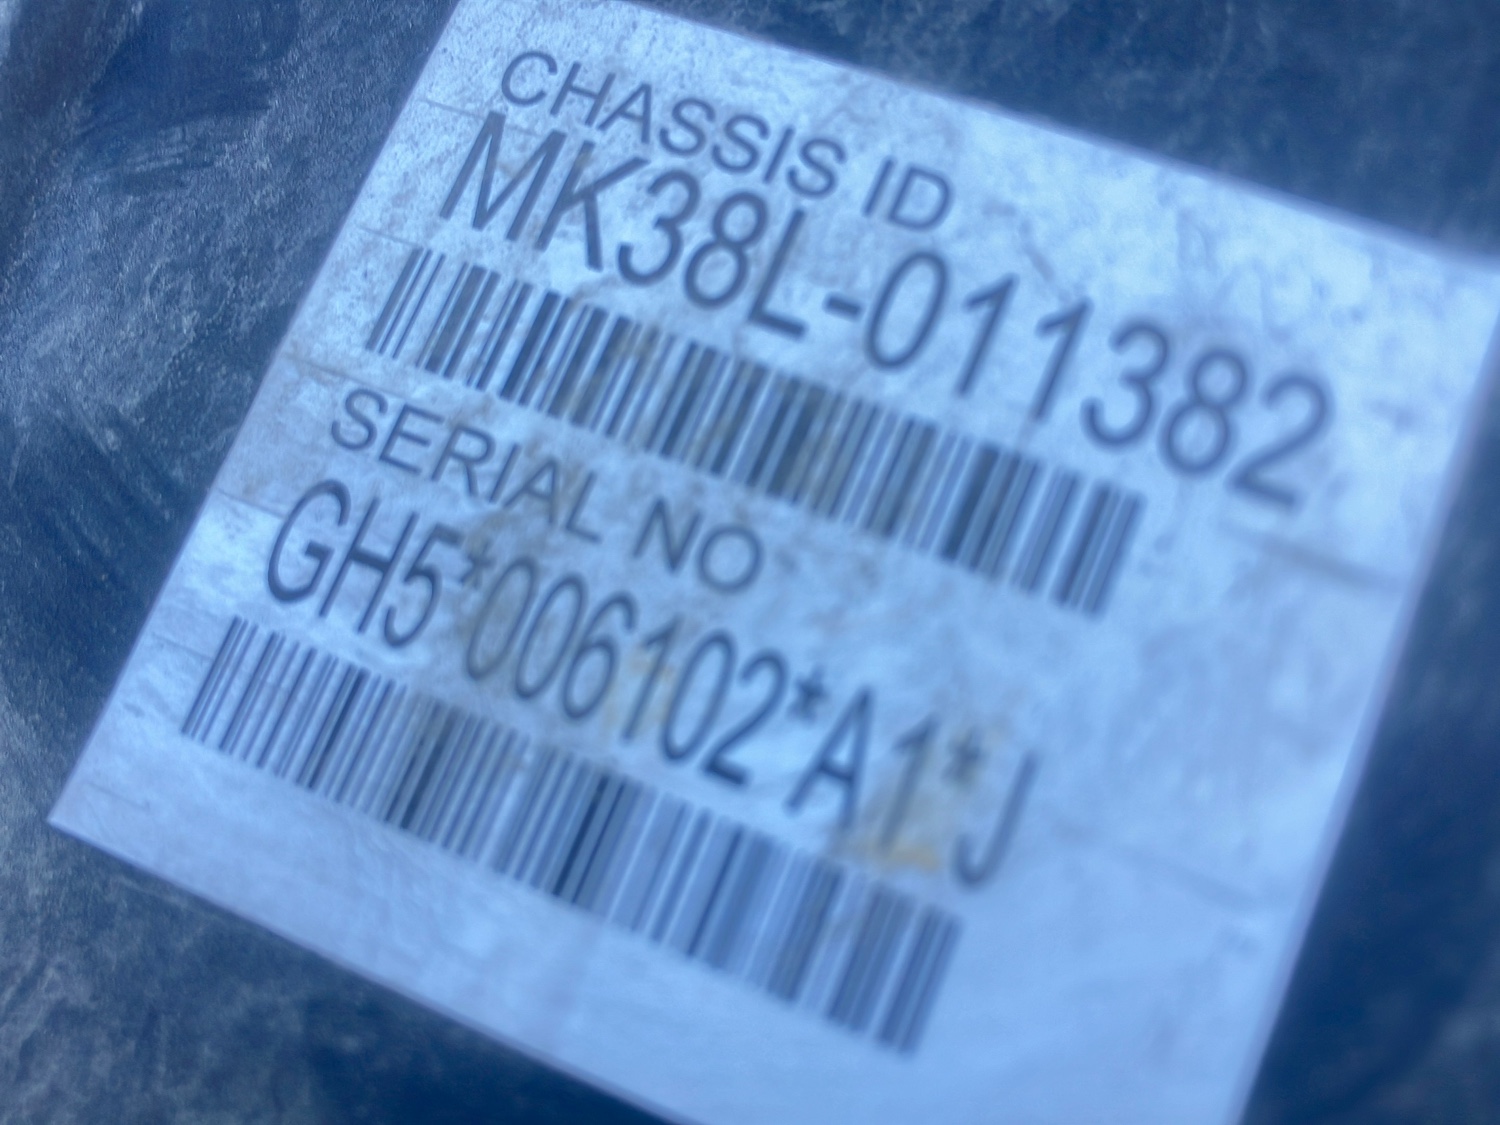 CHASSIS ID
MK38L-011382
SERIAL NO
GH5*006102*A1*J